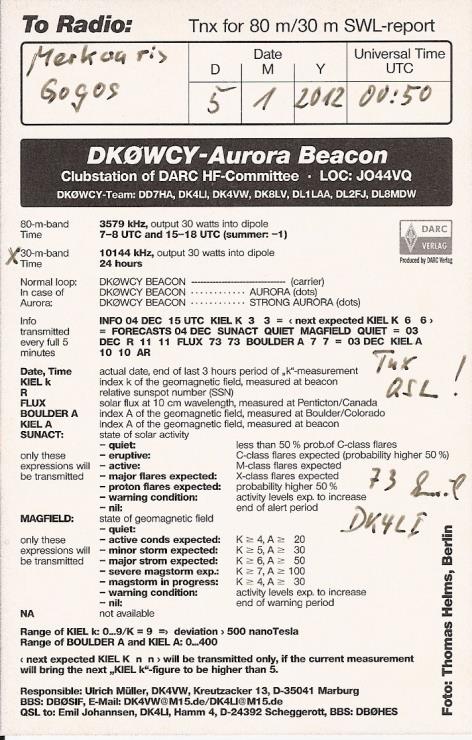 To Radio: Tnx for 80 m/30 m SWL-report
Merkouris
Gogos
Date
D M Y
Universal Time
UTC
5 1 2012 00:50
DKØWCY-Aurora Beacon
Clubstation of DARC HF-Committee · LOC: JO44VQ
DKØWCY-Team: DD7HA, DK4LI, DK4VW, DK8LV, DL1LAA, DL2FJ, DL8MDW
80-m-band 3579 kHz, output 30 watts into dipole
Time 7–8 UTC and 15–18 UTC (summer: –1)
DARC
VERLAG
Produced by DARC Verlag
X 30-m-band 10144 kHz, output 30 watts into dipole
Time 24 hours
Normal loop: DKØWCY BEACON ------------------------------ (carrier)
In case of DKØWCY BEACON ············ AURORA (dots)
Aurora: DKØWCY BEACON ············ STRONG AURORA (dots)
Info INFO 04 DEC 15 UTC KIEL K 3 3 = ‹ next expected KIEL K 6 6 ›
transmitted = FORECASTS 04 DEC SUNACT QUIET MAGFIELD QUIET = 03
every full 5 DEC R 11 11 FLUX 73 73 BOULDER A 7 7 = 03 DEC KIEL A
minutes 10 10 AR
Tnx
QSL !
Date, Time actual date, end of last 3 hours period of „k"-measurement
KIEL k index k of the geomagnetic field, measured at beacon
R relative sunspot number (SSN)
FLUX solar flux at 10 cm wavelength, measured at Penticton/Canada
BOULDER A index A of the geomagnetic field, measured at Boulder/Colorado
KIEL A index A of the geomagnetic field, measured at beacon
SUNACT: state of solar activity
– quiet: less than 50 % prob.of C-class flares
only these – eruptive: C-class flares expected (probability higher 50 %)
expressions will – active: M-class flares expected
be transmitted – major flares expected: X-class flares expected
– proton flares expected: probability higher 50 %
– warning condition: activity levels exp. to increase
– nil: end of alert period
73 Emil
DK4LI
MAGFIELD: state of geomagnetic field
– quiet:
only these – active conds expected: K ≥ 4, A ≥ 20
expressions will – minor storm expected: K ≥ 5, A ≥ 30
be transmitted – major strom expected: K ≥ 6, A ≥ 50
– severe magstorm exp.: K ≥ 7, A ≥ 100
– magstorm in progress: K ≥ 4, A ≥ 30
– warning condition: activity levels exp. to increase
– nil: end of warning period
NA not available
Range of KIEL k: 0...9/K = 9 => deviation › 500 nanoTesla
Range of BOULDER A and KIEL A: 0...400
‹ next expected KIEL K n n › will be transmitted only, if the current measurement
will bring the next „KIEL k"-figure to be higher than 5.
Responsible: Ulrich Müller, DK4VW, Kreutzacker 13, D-35041 Marburg
BBS: DBØSIF, E-Mail: DK4VW@M15.de/DK4LI@M15.de
QSL to: Emil Johannsen, DK4LI, Hamm 4, D-24392 Scheggerott, BBS: DBØHES
Foto: Thomas Helms, Berlin